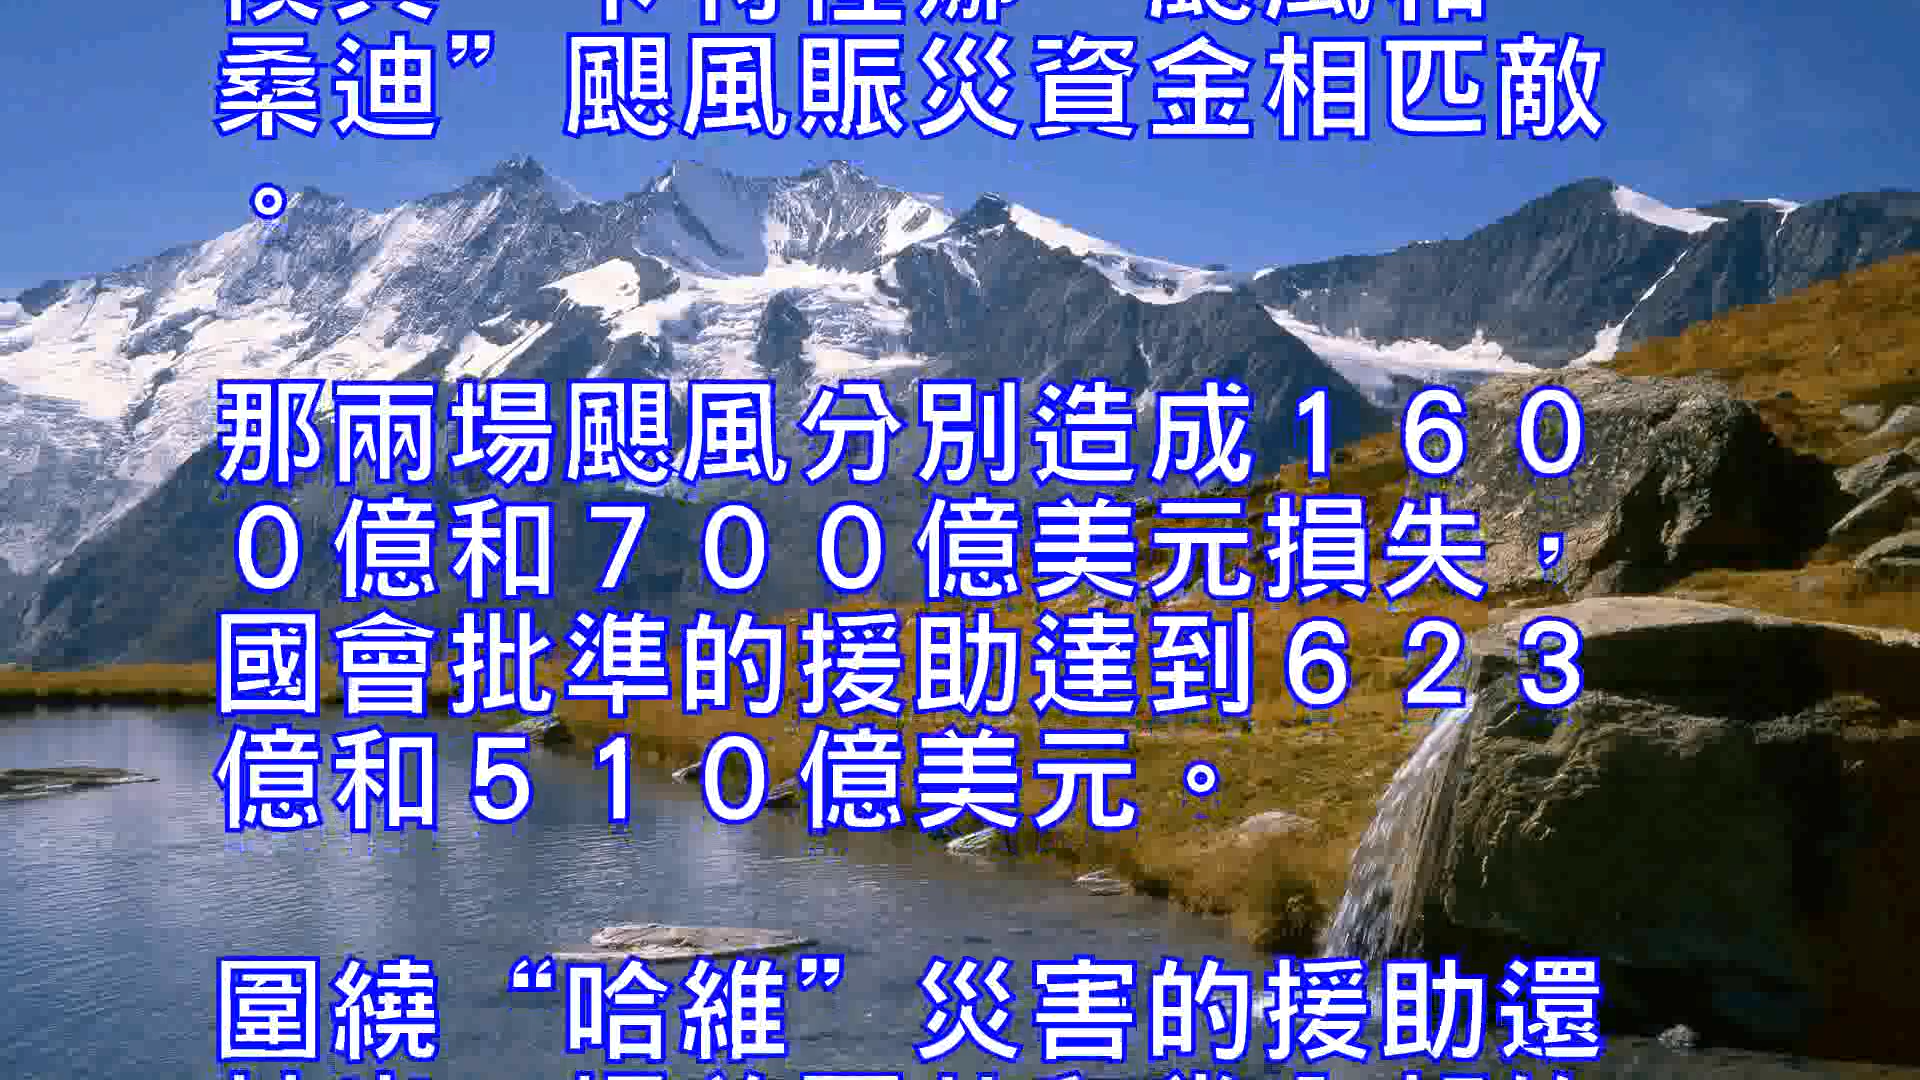 桑迪”颶風賑災資金相匹敵
。
那兩場颶風分別造成１６０
０億和７００億美元損失，
國會批準的援助達到６２３
億和５１０億美元。
圍繞“哈維”災害的援助還